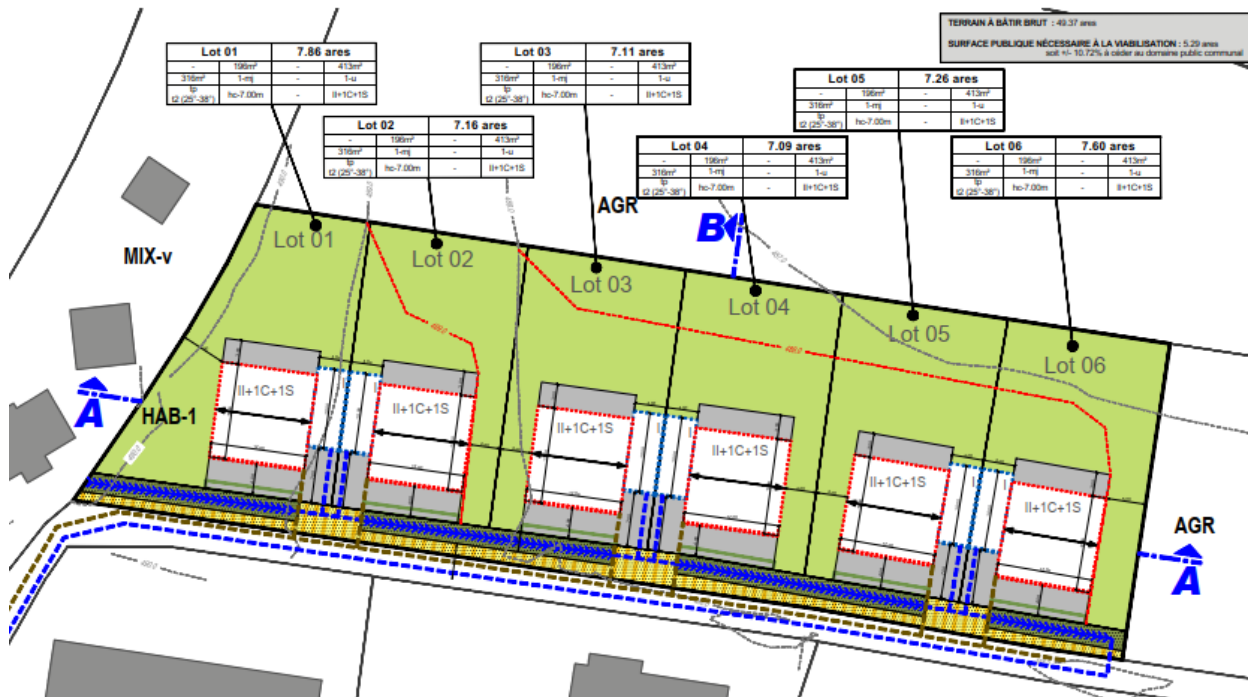 TERRAIN À BÂTIR BRUT : 49.37 ares
SURFACE PUBLIQUE NÉCESSAIRE À LA VIABILISATION : 5.29 ares
soit +/- 10.72% à céder au domaine public communal
Lot 01 7.86 ares
- 196m² - 413m²
316m² 1-mj - 1-u
tp
t2 (25°-38°) hc-7.00m - II+1C+1S
Lot 03 7.11 ares
- 196m² - 413m²
316m² 1-mj - 1-u
tp
t2 (25°-38°) hc-7.00m - II+1C+1S
Lot 05 7.26 ares
- 196m² - 413m²
316m² 1-mj - 1-u
tp
t2 (25°-38°) hc-7.00m - II+1C+1S
Lot 02 7.16 ares
- 196m² - 413m²
316m² 1-mj - 1-u
tp
t2 (25°-38°) hc-7.00m - II+1C+1S
Lot 04 7.09 ares
- 196m² - 413m²
316m² 1-mj - 1-u
tp
t2 (25°-38°) hc-7.00m - II+1C+1S
Lot 06 7.60 ares
- 196m² - 413m²
316m² 1-mj - 1-u
tp
t2 (25°-38°) hc-7.00m - II+1C+1S
AGR
B
MIX-v
Lot 01
Lot 02
Lot 03
Lot 04
Lot 05
Lot 06
A
HAB-1
II+1C+1S
II+1C+1S
II+1C+1S
II+1C+1S
II+1C+1S
II+1C+1S
AGR
A